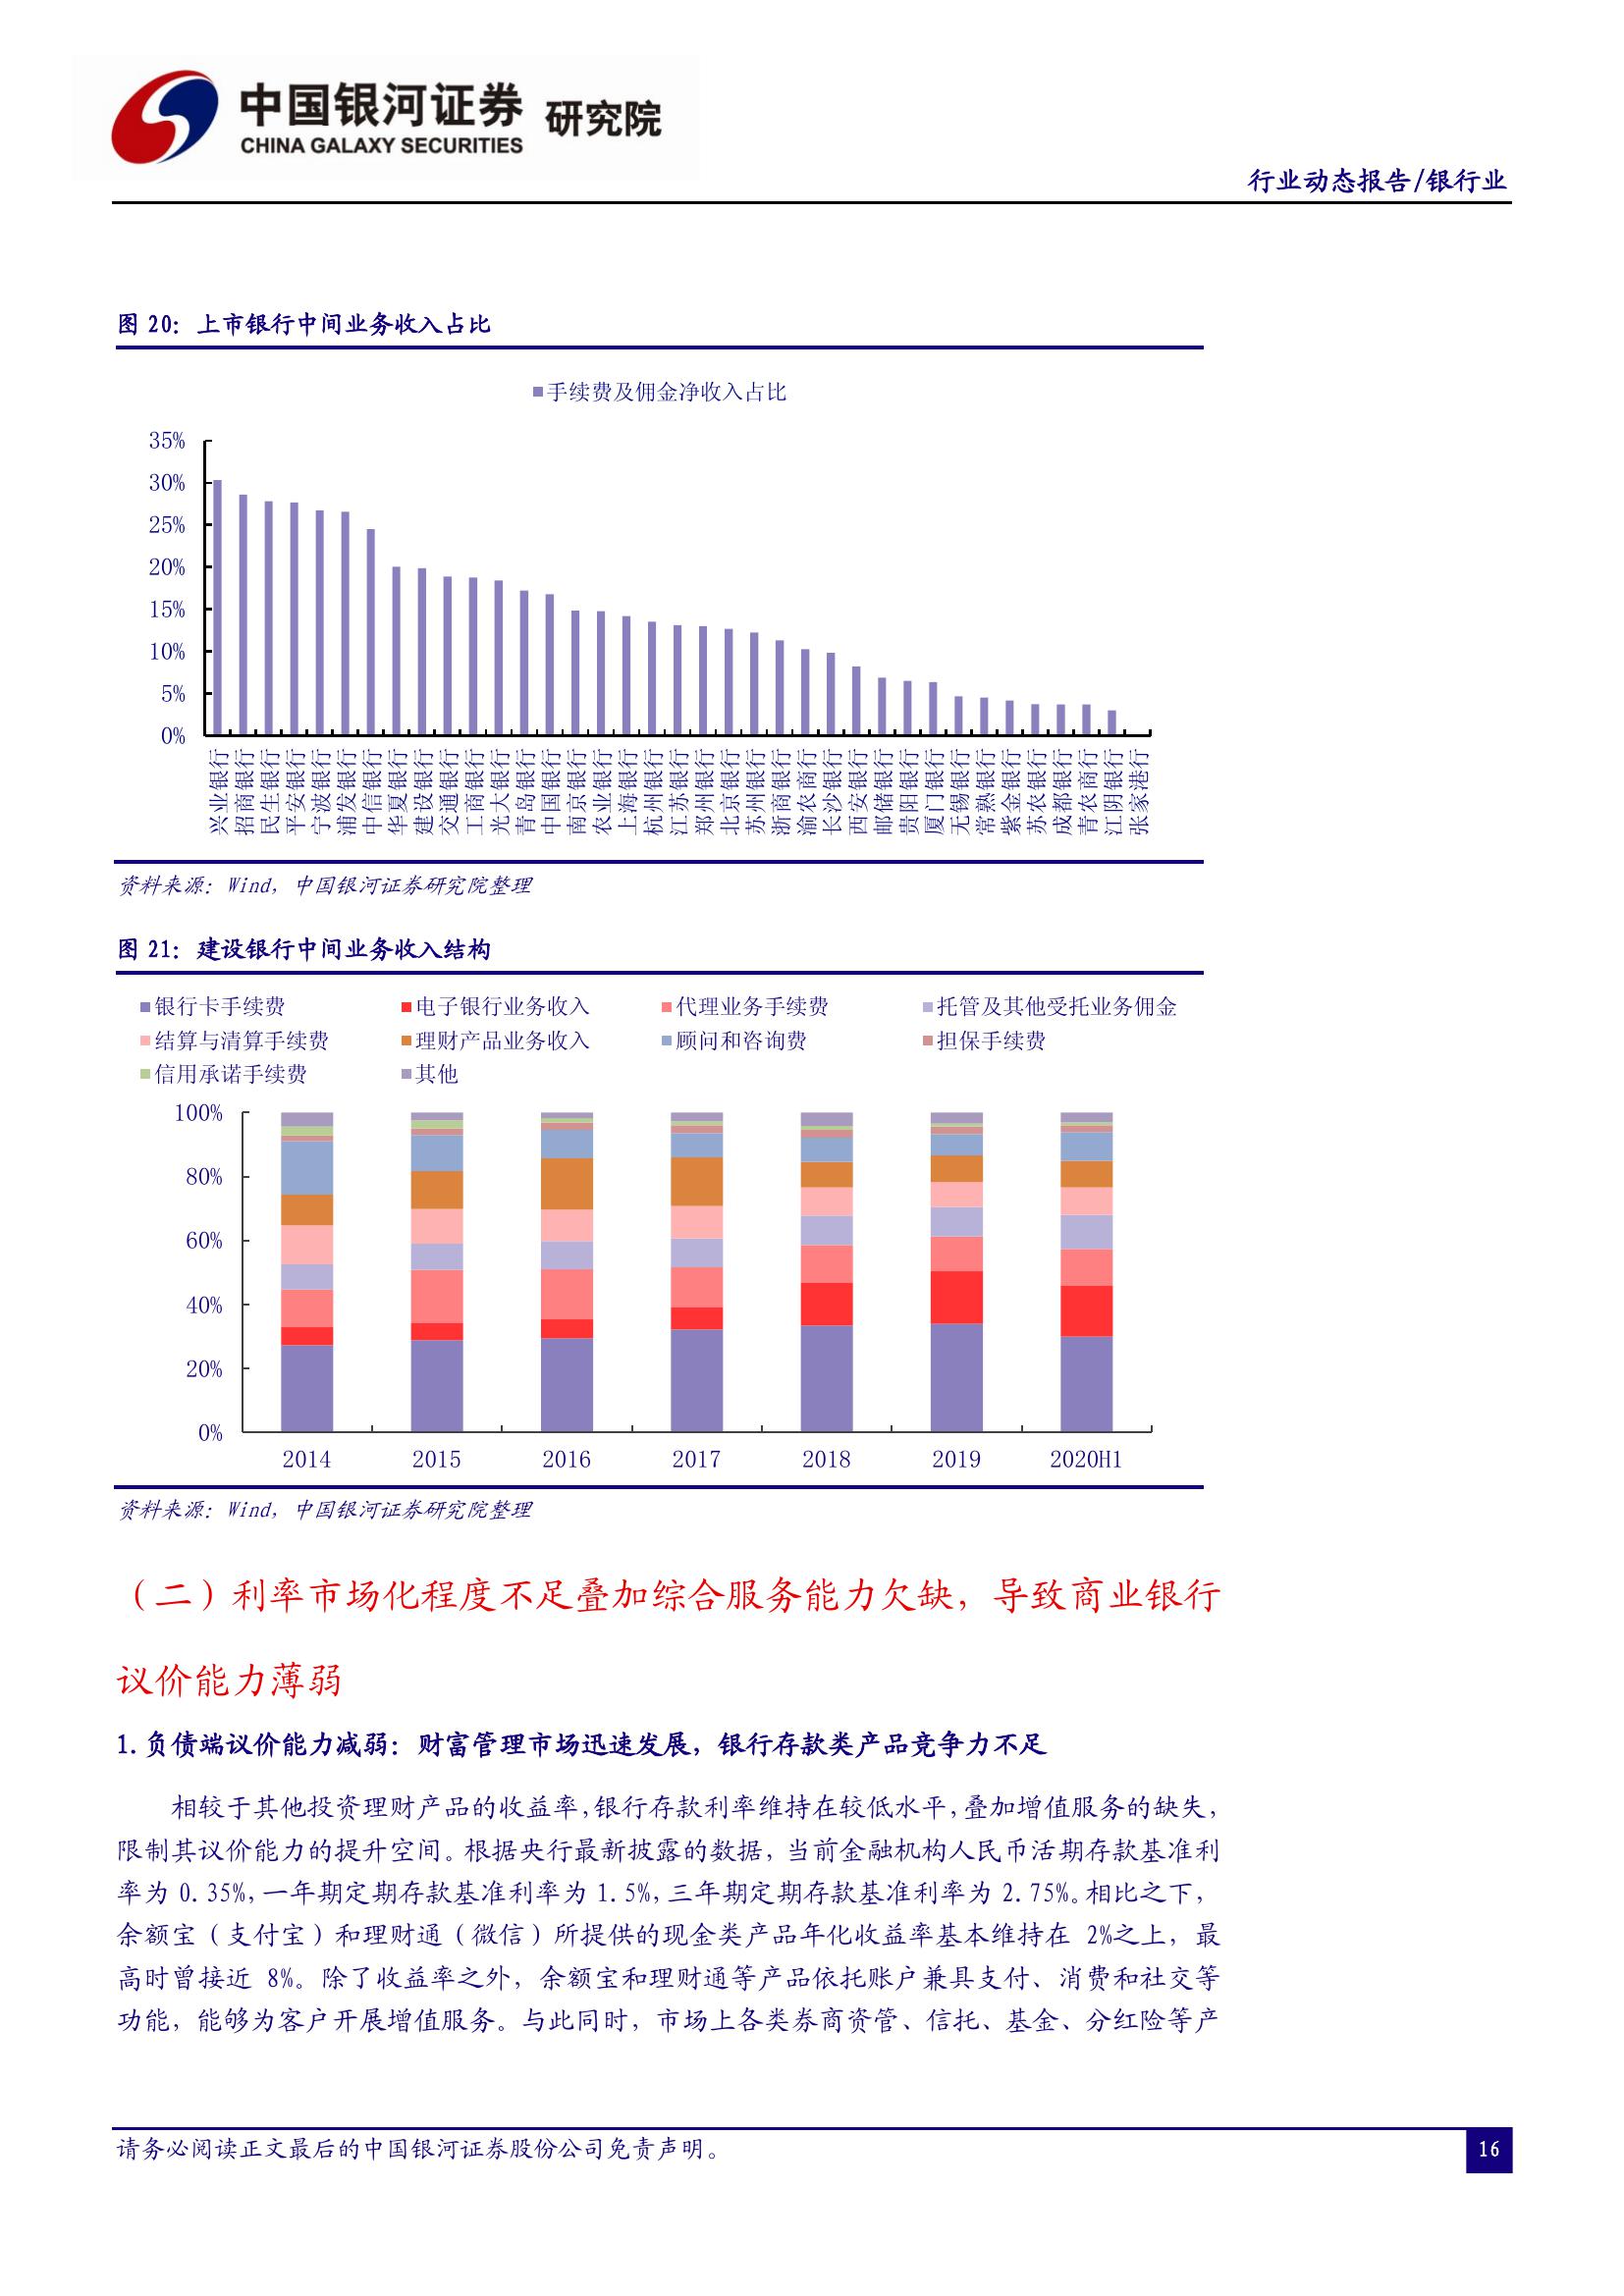 中国银河证券 研究院
CHINA GALAXY SECURITIES
行业动态报告/银行业
图 20：上市银行中间业务收入占比
手续费及佣金净收入占比
35%
30%
25%
20%
15%
10%
5%
0%
兴业银行
招商银行
民生银行
平安银行
宁波银行
浦发银行
中信银行
华夏银行
建设银行
交通银行
工商银行
光大银行
青岛银行
中国银行
南京银行
农业银行
上海银行
杭州银行
江苏银行
郑州银行
北京银行
苏州银行
浙商银行
渝农商行
长沙银行
西安银行
邮储银行
贵阳银行
厦门银行
无锡银行
常熟银行
紫金银行
苏农银行
成都银行
青农商行
江阴银行
张家港行
资料来源：Wind，中国银河证券研究院整理
图 21：建设银行中间业务收入结构
银行卡手续费 电子银行业务收入 代理业务手续费 托管及其他受托业务佣金
结算与清算手续费 理财产品业务收入 顾问和咨询费 担保手续费
信用承诺手续费 其他
100%
80%
60%
40%
20%
0%
2014 2015 2016 2017 2018 2019 2020H1
资料来源：Wind，中国银河证券研究院整理
（二）利率市场化程度不足叠加综合服务能力欠缺，导致商业银行
议价能力薄弱
1.负债端议价能力减弱：财富管理市场迅速发展，银行存款类产品竞争力不足
相较于其他投资理财产品的收益率，银行存款利率维持在较低水平，叠加增值服务的缺失，
限制其议价能力的提升空间。根据央行最新披露的数据，当前金融机构人民币活期存款基准利
率为 0.35%，一年期定期存款基准利率为 1.5%，三年期定期存款基准利率为 2.75%。相比之下，
余额宝（支付宝）和理财通（微信）所提供的现金类产品年化收益率基本维持在 2%之上，最
高时曾接近 8%。除了收益率之外，余额宝和理财通等产品依托账户兼具支付、消费和社交等
功能，能够为客户开展增值服务。与此同时，市场上各类券商资管、信托、基金、分红险等产
请务必阅读正文最后的中国银河证券股份公司免责声明。
16